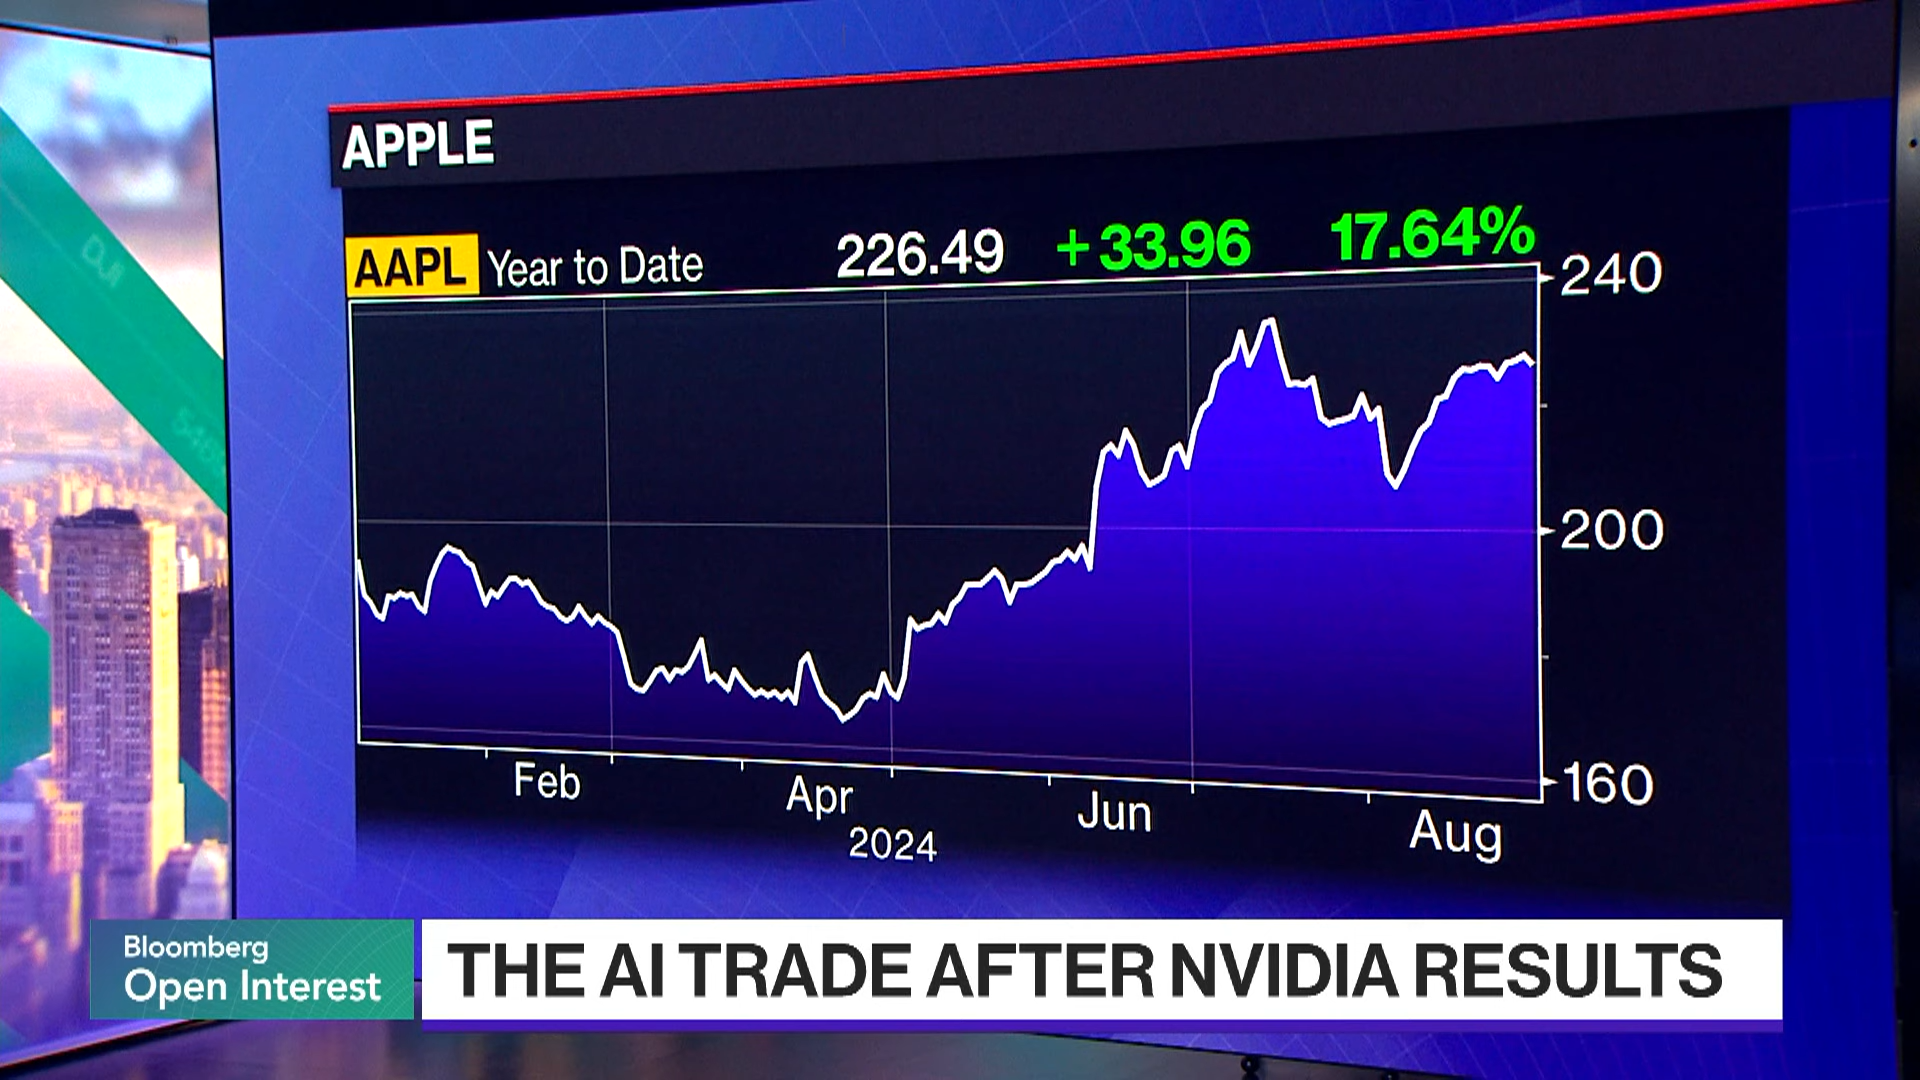 APPLE
AAPL Year to Date 226.49 +33.96 17.64%
240
200
160
Feb Apr Jun Aug
2024
DJI
Bloomberg
Open Interest
THE AI TRADE AFTER NVIDIA RESULTS